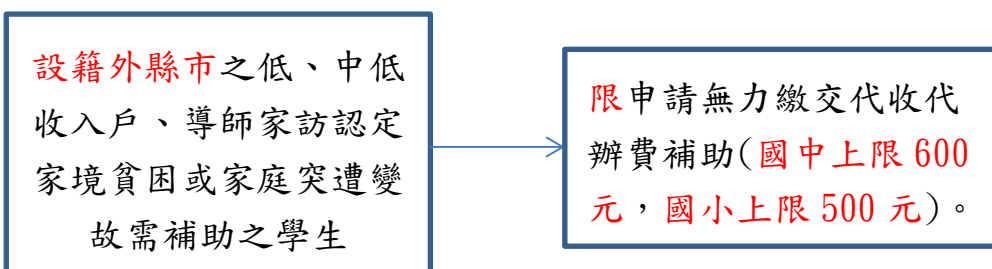 設籍外縣市之低、中低
收入戶、導師家訪認定
家境貧困或家庭突遭變
故需補助之學生
限申請無力繳交代收代
辦費補助(國中上限 600
元，國小上限 500 元)。